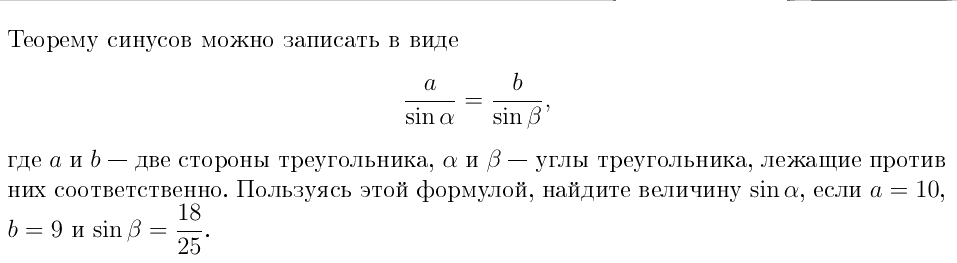 Теорему синусов можно записать в виде
a/sin α = b/sin β,
где a и b — две стороны треугольника, α и β — углы треугольника, лежащие против
них соответственно. Пользуясь этой формулой, найдите величину sin α, если a = 10,
b = 9 и sin β = 18/25.